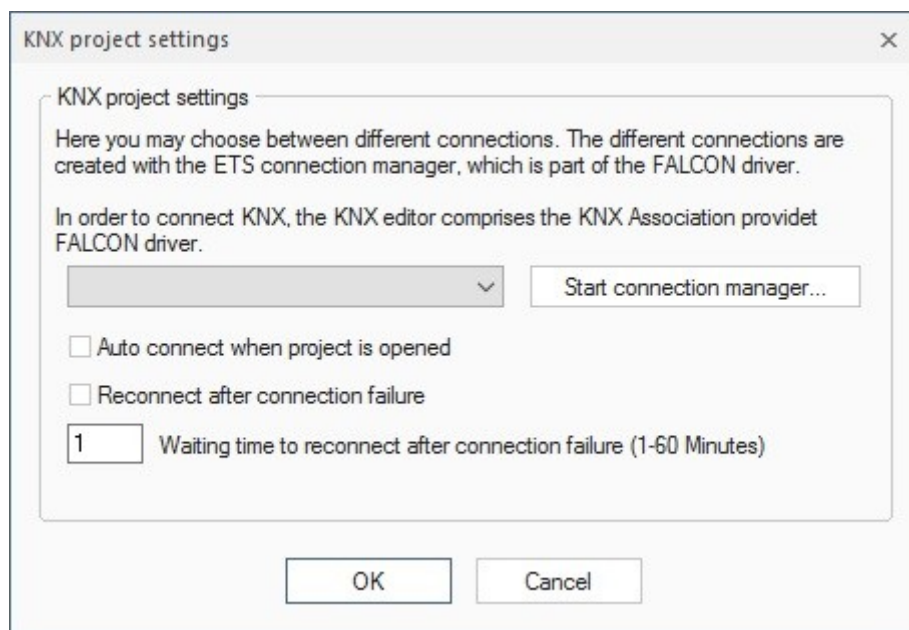 KNX project settings
KNX project settings
Here you may choose between different connections. The different connections are
created with the ETS connection manager, which is part of the FALCON driver.
In order to connect KNX, the KNX editor comprises the KNX Association providet
FALCON driver.
Start connection manager...
Auto connect when project is opened
Reconnect after connection failure
1 Waiting time to reconnect after connection failure (1-60 Minutes)
OK Cancel